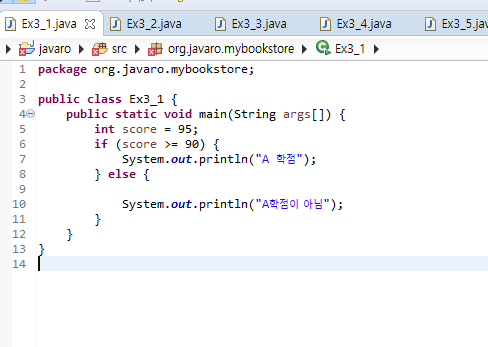 Ex3_1.java Ex3_2.java Ex3_3.java Ex3_4.java Ex3_5.jav
javaro src org.javaro.mybookstore Ex3_1
1 package org.javaro.mybookstore;
2
3 public class Ex3_1 {
4 public static void main(String args[]) {
5 int score = 95;
6 if (score >= 90) {
7 System.out.println("A 학점");
8 } else {
9
10 System.out.println("A학점이 아님");
11 }
12 }
13 }
14